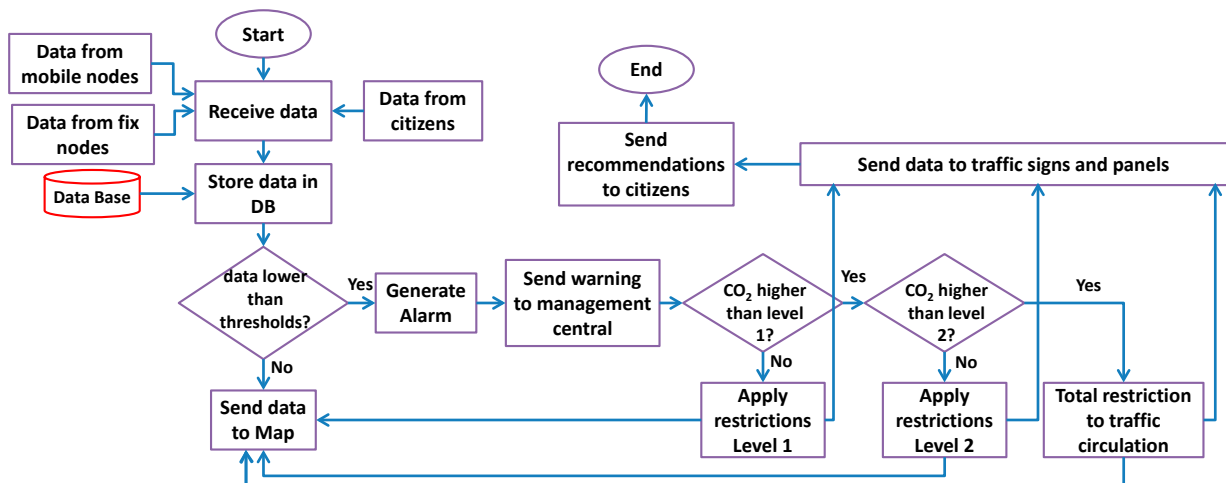 Start
Data from
mobile nodes
Receive data
Data from
citizens
Data from fix
nodes
End
Send
recommendations
to citizens
Send data to traffic signs and panels
Data Base
Store data in
DB
data lower
than
thresholds?
Yes
Generate
Alarm
Send warning
to management
central
CO₂ higher
than level
1?
Yes
CO₂ higher
than level
2?
Yes
No
No
No
Send data
to Map
Apply
restrictions
Level 1
Apply
restrictions
Level 2
Total restriction
to traffic
circulation